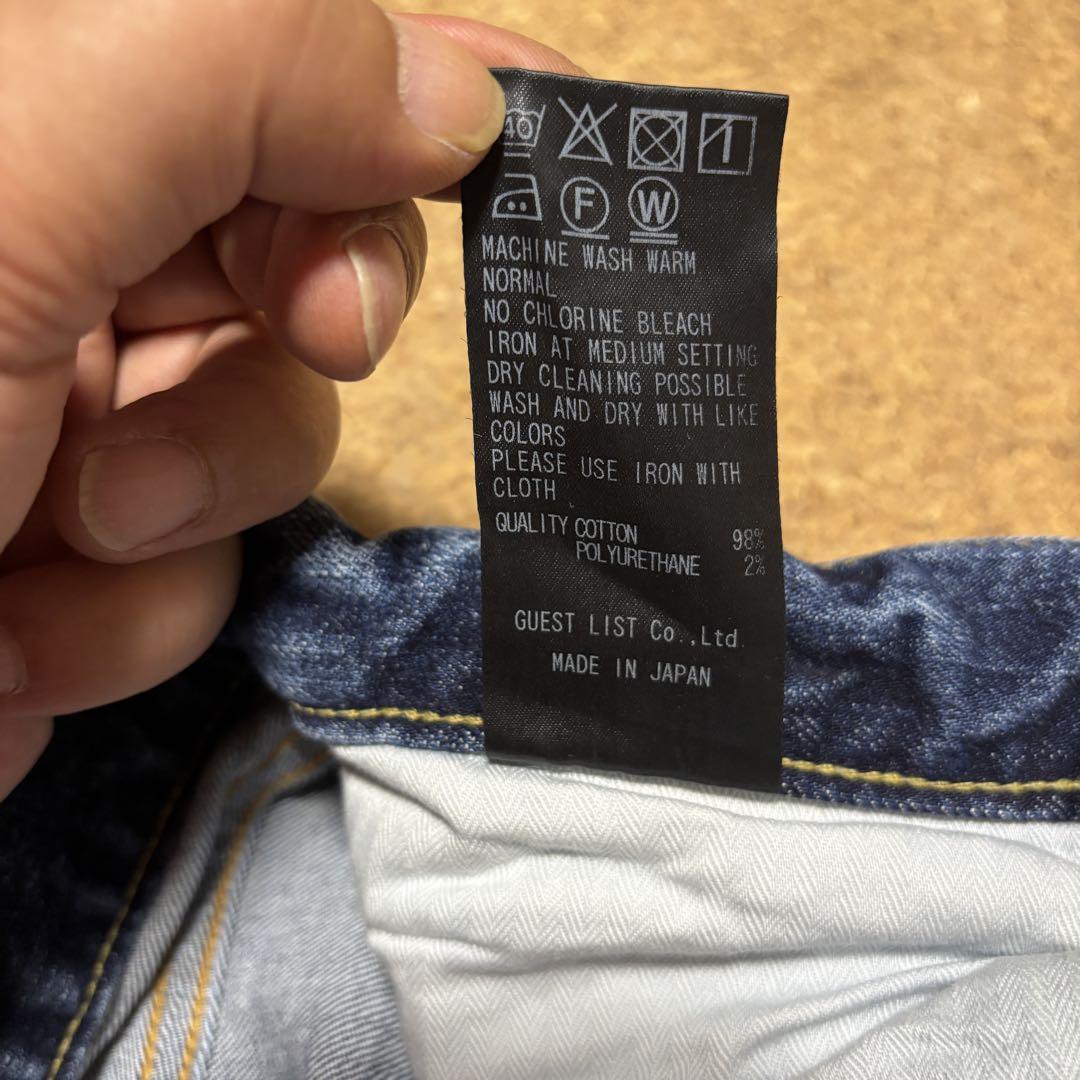 40
F W
MACHINE WASH WARM
NORMAL
NO CHLORINE BLEACH
IRON AT MEDIUM SETTING
DRY CLEANING POSSIBLE
WASH AND DRY WITH LIKE
COLORS
PLEASE USE IRON WITH
CLOTH
QUALITY COTTON 98%
POLYURETHANE 2%
GUEST LIST Co.,Ltd.
MADE IN JAPAN